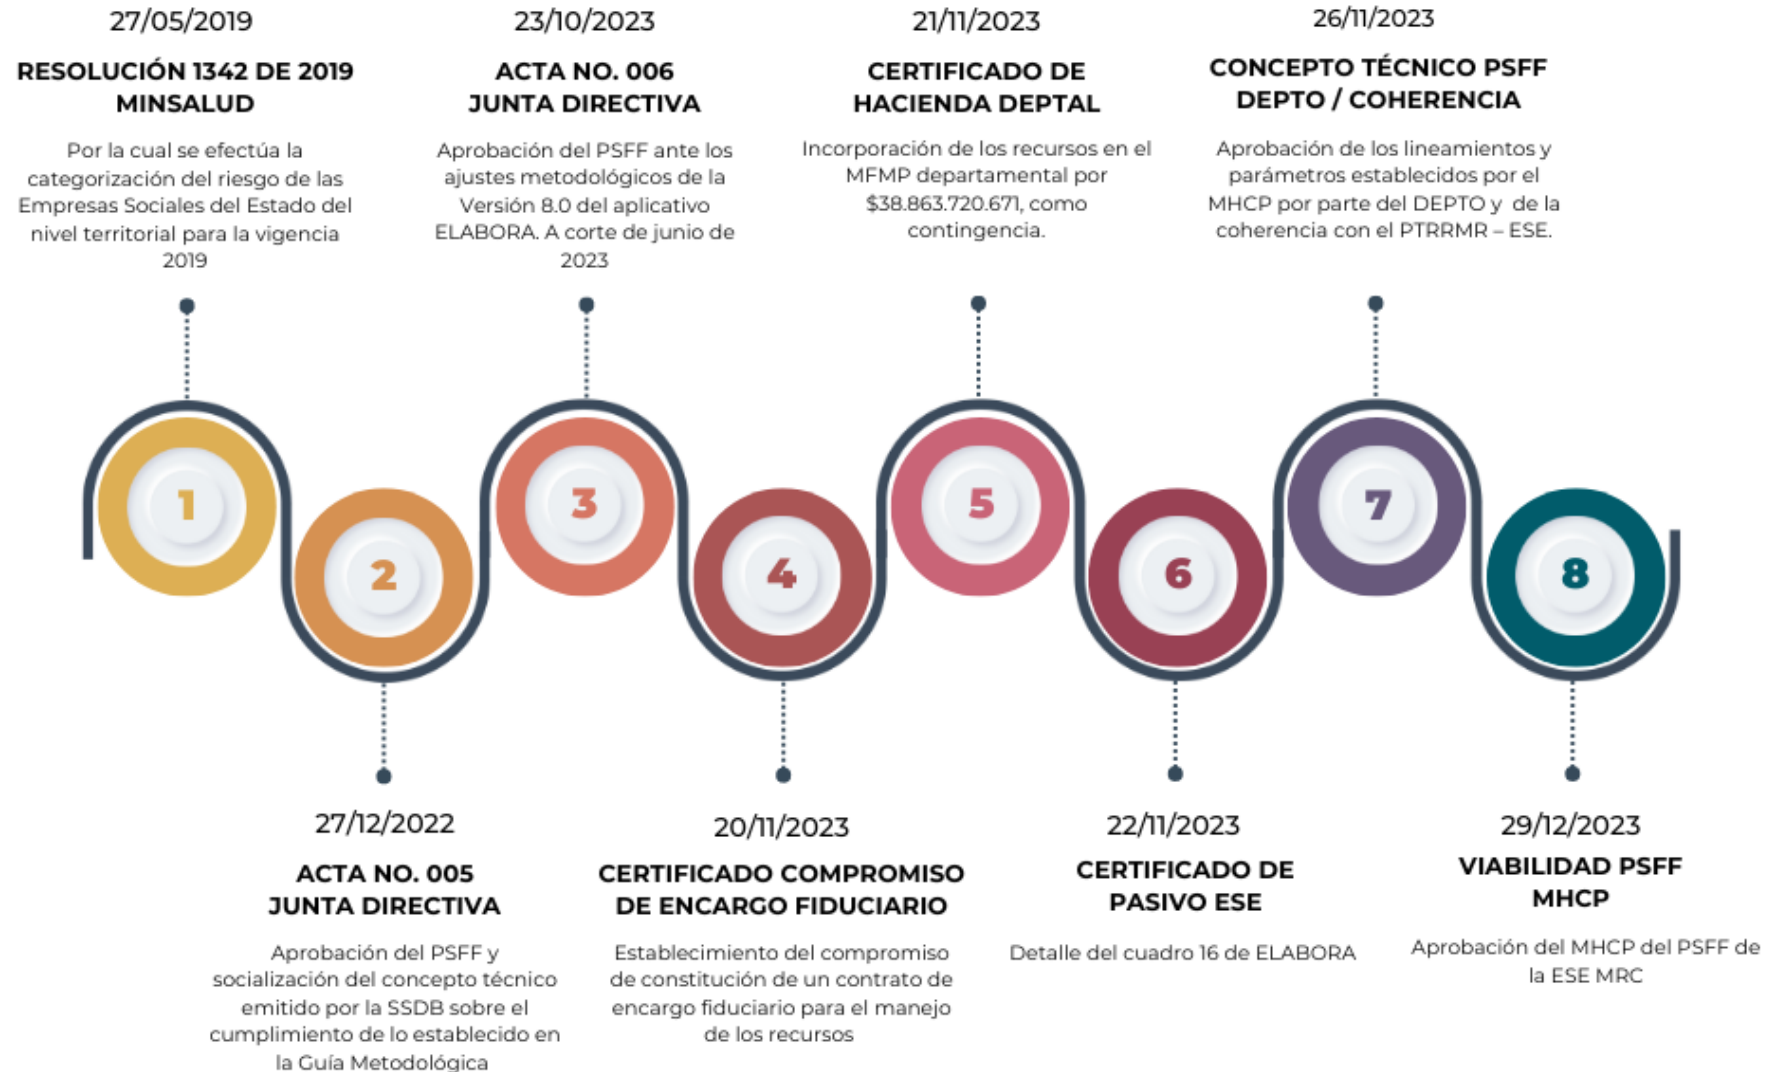 27/05/2019
RESOLUCIÓN 1342 DE 2019
MINSALUD
Por la cual se efectúa la
categorización del riesgo de las
Empresas Sociales del Estado del
nivel territorial para la vigencia
2019
23/10/2023
ACTA NO. 006
JUNTA DIRECTIVA
Aprobación del PSFF ante los
ajustes metodológicos de la
Versión 8.0 del aplicativo
ELABORA. A corte de junio de
2023
21/11/2023
CERTIFICADO DE
HACIENDA DEPTAL
Incorporación de los recursos en el
MFMP departamental por
$38.863.720.671, como
contingencia.
26/11/2023
CONCEPTO TÉCNICO PSFF
DEPTO / COHERENCIA
Aprobación de los lineamientos y
parámetros establecidos por el
MHCP por parte del DEPTO y de la
coherencia con el PTRRMR – ESE.
1
2
3
4
5
6
7
8
27/12/2022
ACTA NO. 005
JUNTA DIRECTIVA
Aprobación del PSFF y
socialización del concepto técnico
emitido por la SSDB sobre el
cumplimiento de lo establecido en
la Guía Metodológica
20/11/2023
CERTIFICADO COMPROMISO
DE ENCARGO FIDUCIARIO
Establecimiento del compromiso
de constitución de un contrato de
encargo fiduciario para el manejo
de los recursos
22/11/2023
CERTIFICADO DE
PASIVO ESE
Detalle del cuadro 16 de ELABORA
29/12/2023
VIABILIDAD PSFF
MHCP
Aprobación del MHCP del PSFF de
la ESE MRC